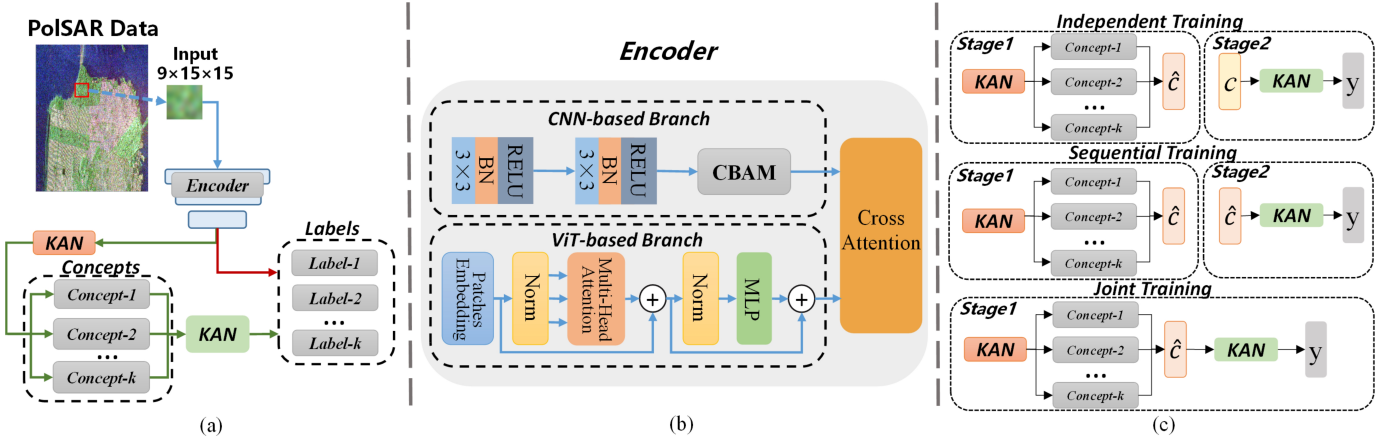 PolSAR Data
Input
9×15×15
Encoder
KAN
Labels
Label-1
Label-2
...
Label-k
Concepts
Concept-1
Concept-2
...
Concept-k
KAN
(a)
Encoder
CNN-based Branch
3×3
BN
RELU
3×3
BN
RELU
CBAM
ViT-based Branch
Patches
Embedding
Norm
Multi-Head
Attention
+
Norm
MLP
+
Cross
Attention
(b)
Independent Training
Stage1
KAN
Concept-1
Concept-2
...
Concept-k
ĉ
Stage2
c
KAN
y
Sequential Training
Stage1
KAN
Concept-1
Concept-2
...
Concept-k
ĉ
Stage2
ĉ
KAN
y
Joint Training
Stage1
KAN
Concept-1
Concept-2
...
Concept-k
ĉ
KAN
y
(c)